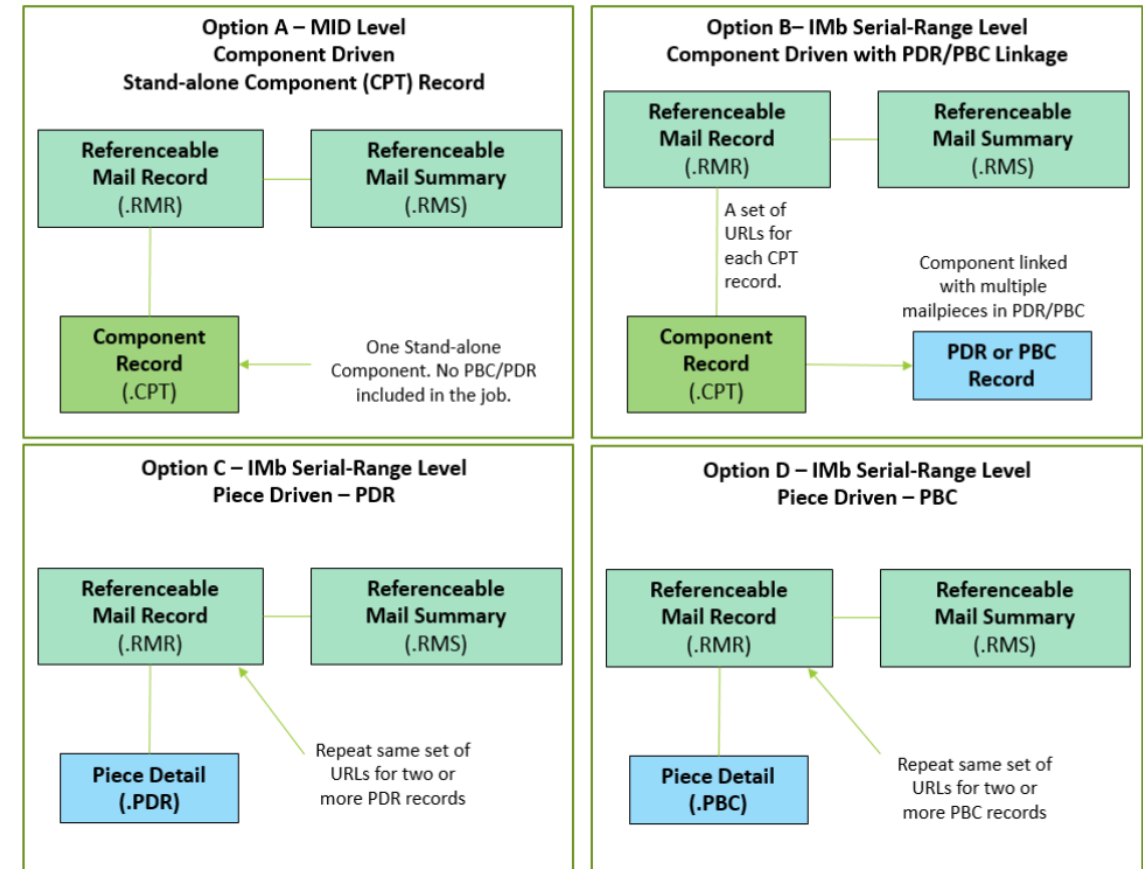 Option A – MID Level
Component Driven
Stand-alone Component (CPT) Record
Referenceable
Mail Record
(.RMR)
Referenceable
Mail Summary
(.RMS)
Component
Record
(.CPT)
One Stand-alone
Component. No PBC/PDR
included in the job.
Option B– IMb Serial-Range Level
Component Driven with PDR/PBC Linkage
Referenceable
Mail Record
(.RMR)
Referenceable
Mail Summary
(.RMS)
A set of
URLs for
each CPT
record.
Component linked
with multiple
mailpieces in PDR/PBC
Component
Record
(.CPT)
PDR or PBC
Record
Option C – IMb Serial-Range Level
Piece Driven – PDR
Referenceable
Mail Record
(.RMR)
Referenceable
Mail Summary
(.RMS)
Repeat same set of
URLs for two or
more PDR records
Piece Detail
(.PDR)
Option D – IMb Serial-Range Level
Piece Driven – PBC
Referenceable
Mail Record
(.RMR)
Referenceable
Mail Summary
(.RMS)
Repeat same set of
URLs for two or
more PBC records
Piece Detail
(.PBC)